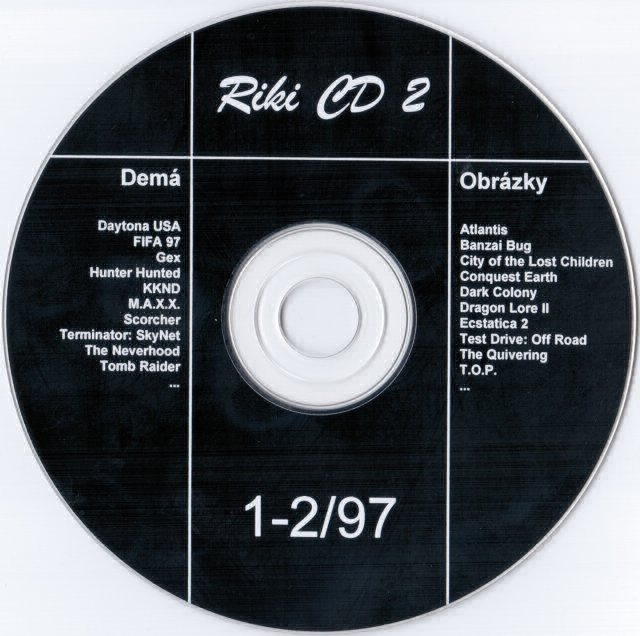 Riki CD 2
Demá
Daytona USA
FIFA 97
Gex
Hunter Hunted
KKND
M.A.X.X.
Scorcher
Terminator: SkyNet
The Neverhood
Tomb Raider
...
Obrázky
Atlantis
Banzai Bug
City of the Lost Children
Conquest Earth
Dark Colony
Dragon Lore II
Ecstatica 2
Test Drive: Off Road
The Quivering
T.O.P.
...
1-2/97